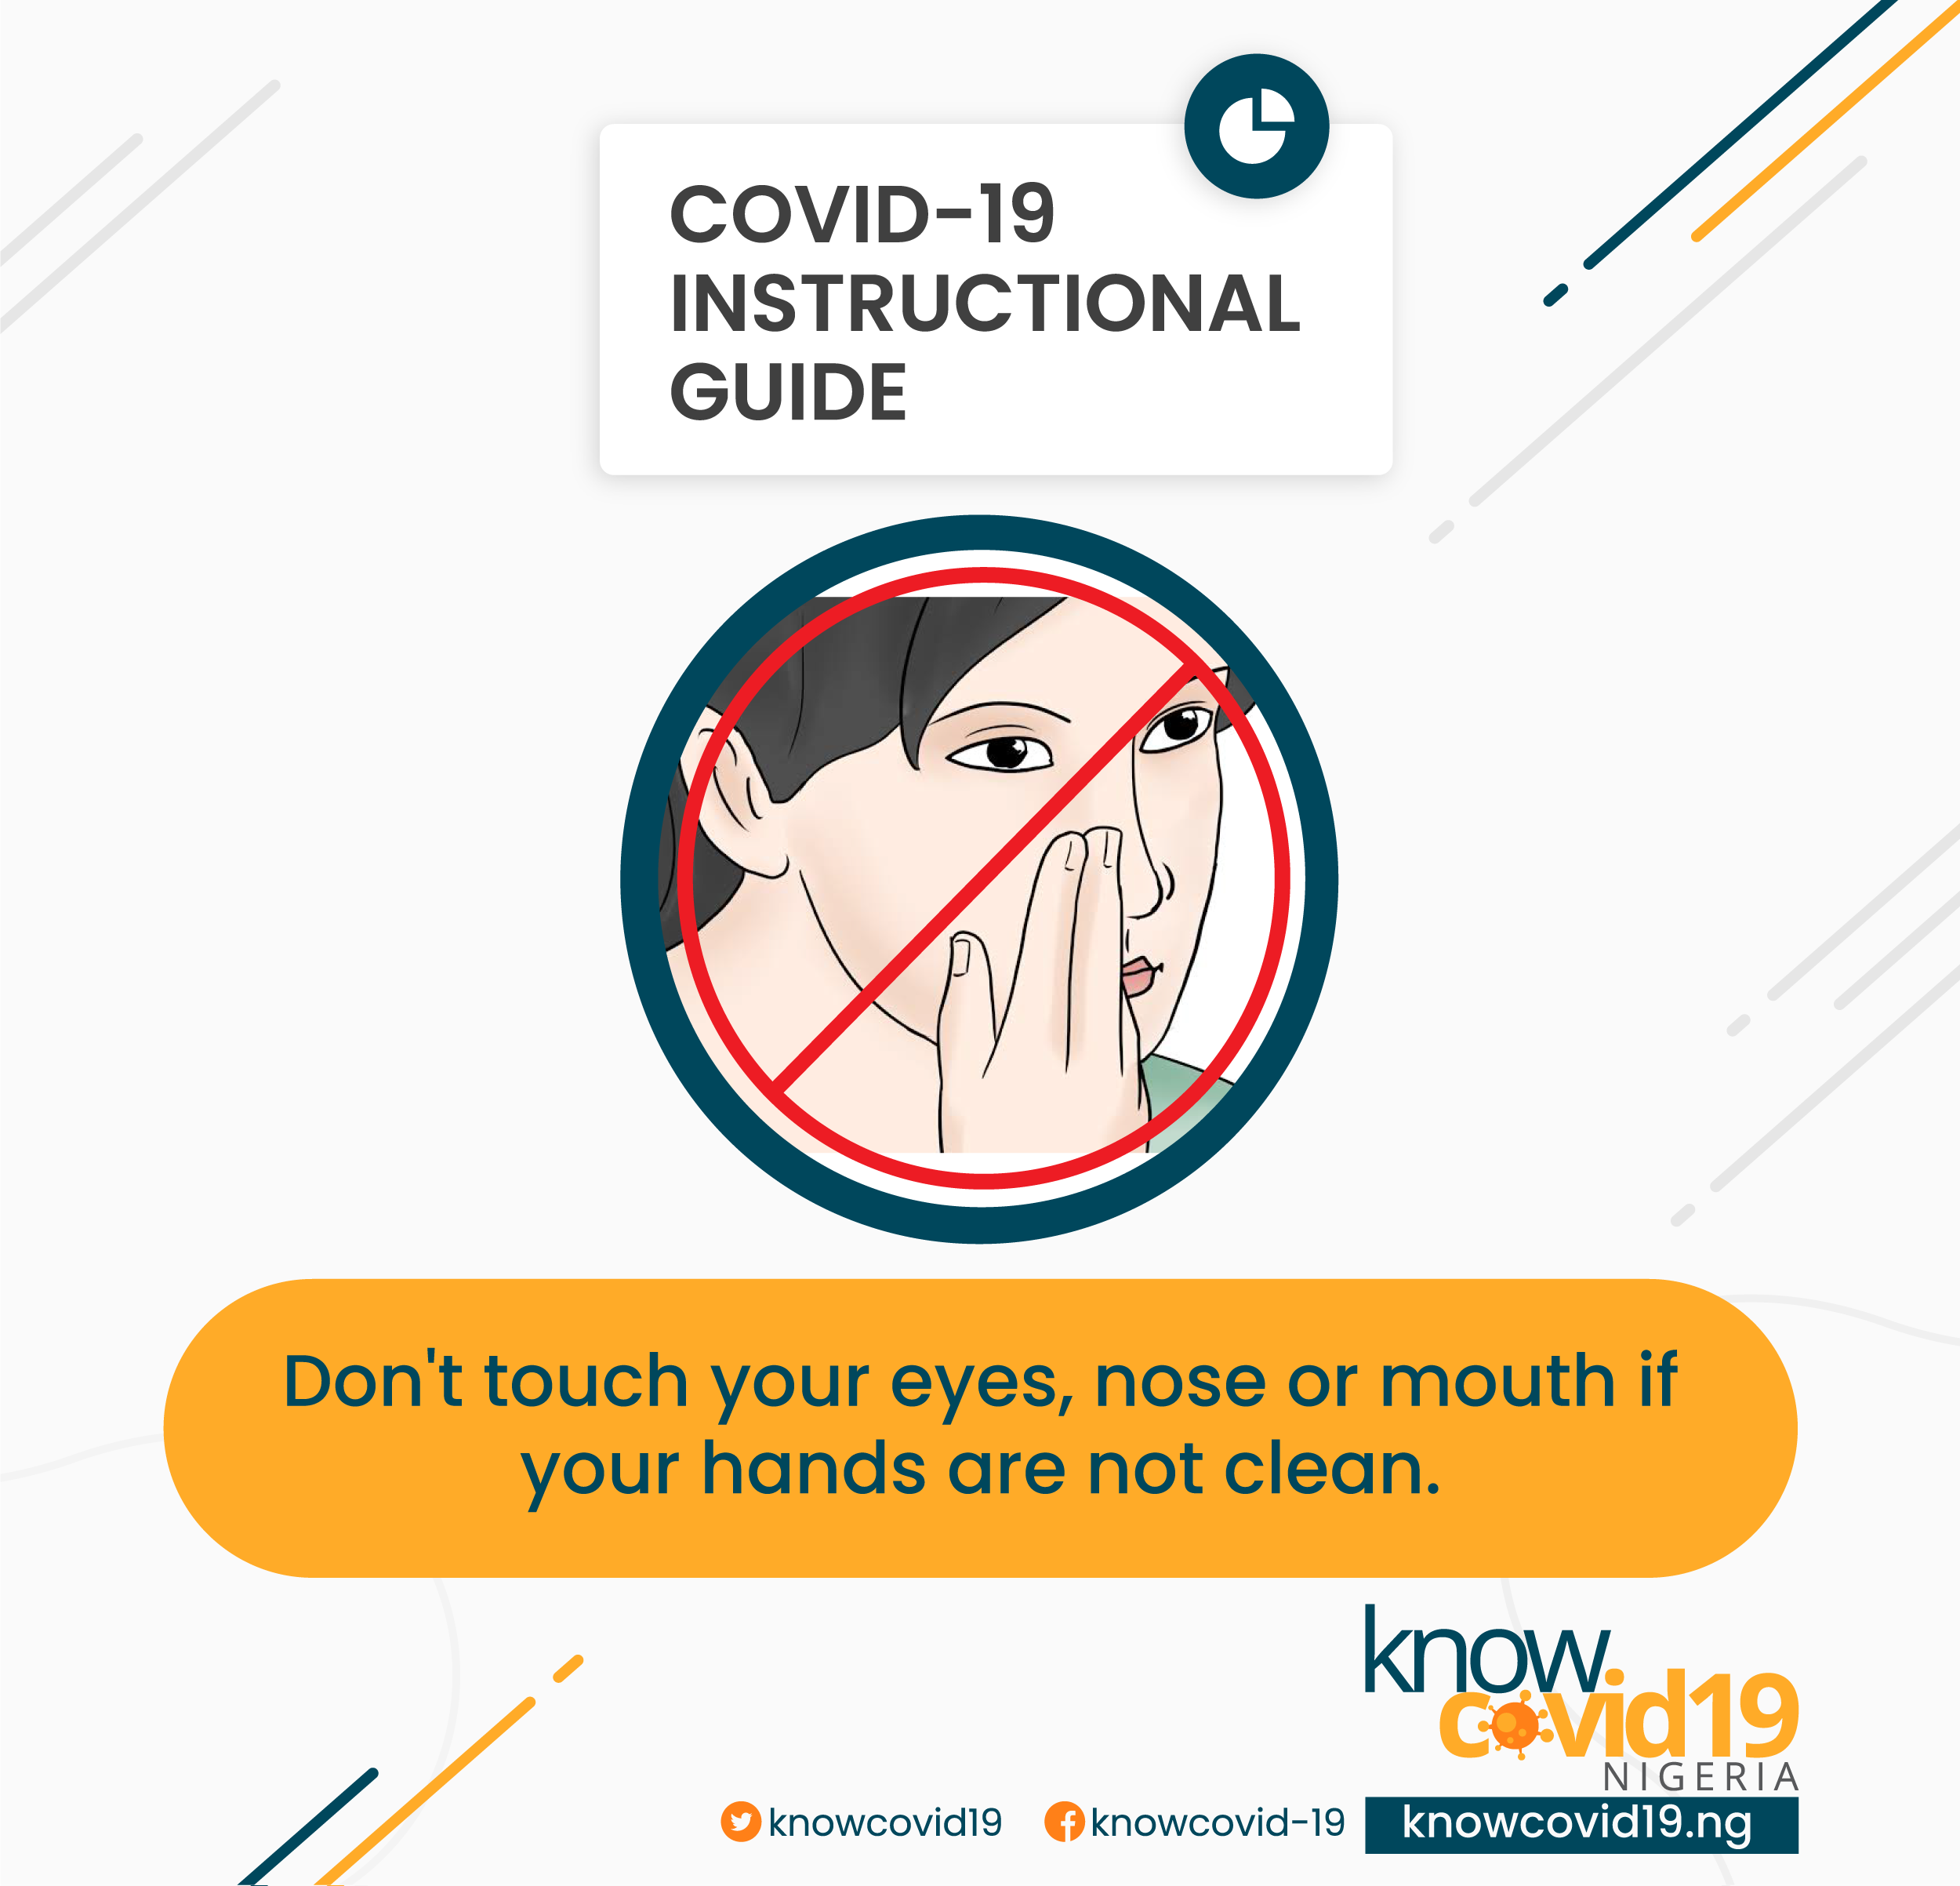 COVID-19
INSTRUCTIONAL
GUIDE
Don't touch your eyes, nose or mouth if
your hands are not clean.
know
covid19
NIGERIA
knowcovid19 knowcovid-19 knowcovid19.ng